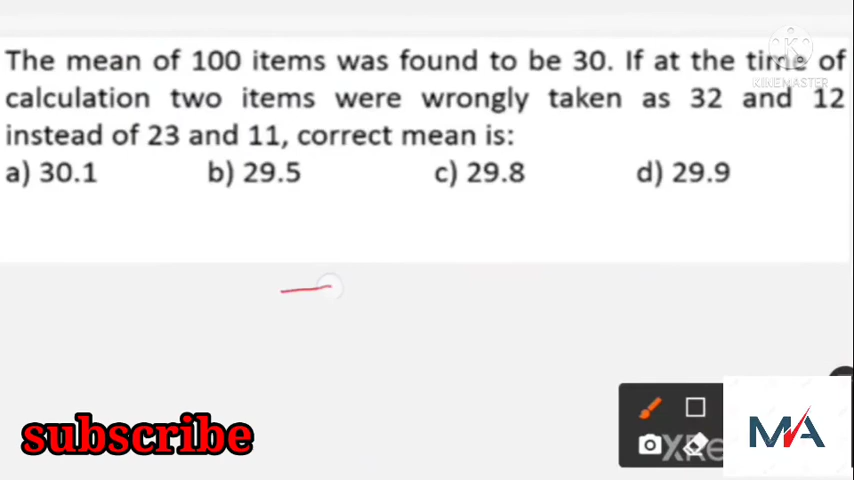 The mean of 100 items was found to be 30. If at the time of
calculation two items were wrongly taken as 32 and 12
instead of 23 and 11, correct mean is:
a) 30.1 b) 29.5 c) 29.8 d) 29.9
KINEMASTER
subscribe
MA